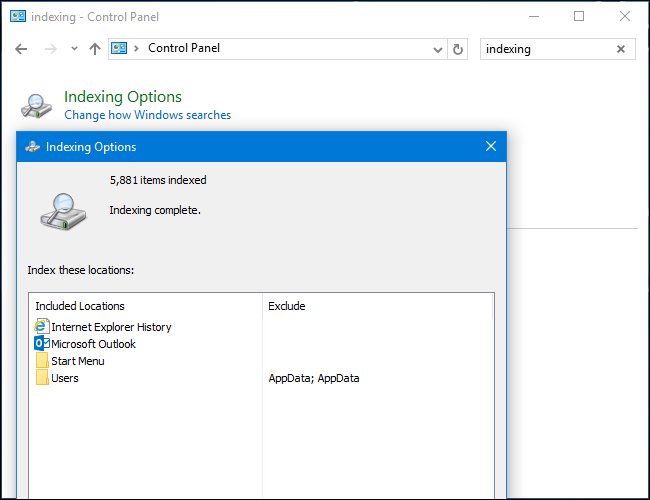 indexing - Control Panel
Control Panel
indexing
Indexing Options
Change how Windows searches
Indexing Options
5,881 items indexed
Indexing complete.
Index these locations:
Included Locations Exclude
Internet Explorer History
Microsoft Outlook
Start Menu
Users AppData; AppData